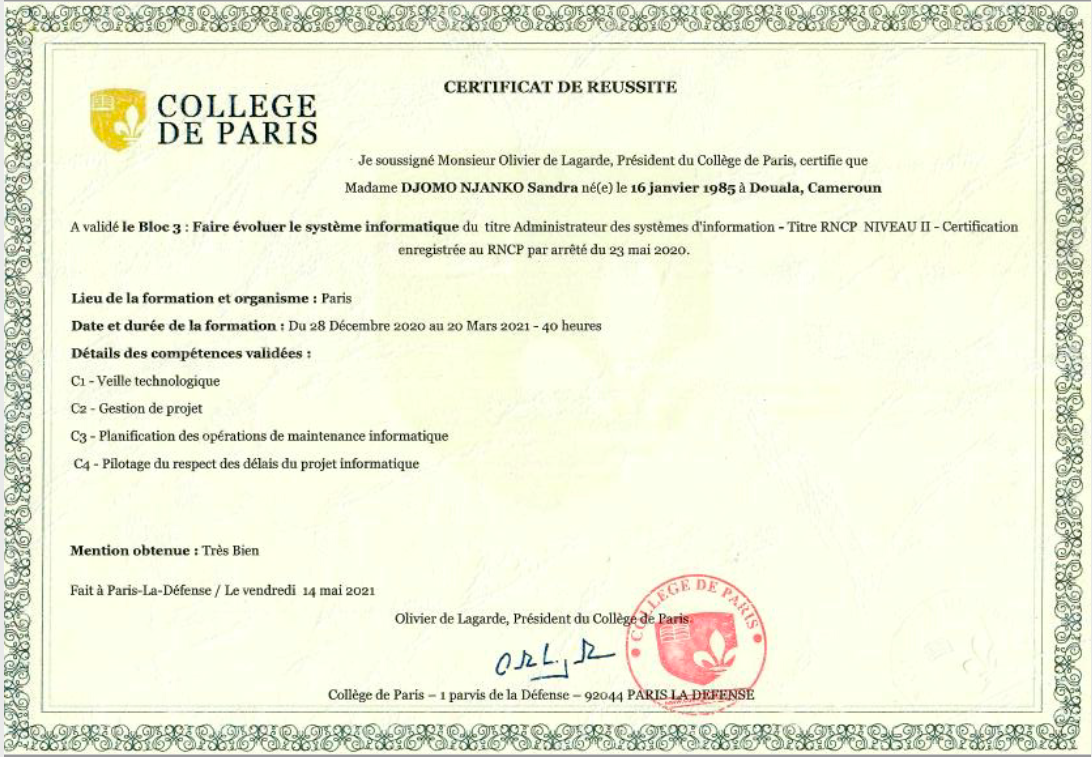 CERTIFICAT DE REUSSITE
COLLEGE
DE PARIS
Je soussigné Monsieur Olivier de Lagarde, Président du Collège de Paris, certifie que
Madame DJOMO NJANKO Sandra né(e) le 16 janvier 1985 à Douala, Cameroun
A validé le Bloc 3 : Faire évoluer le système informatique du titre Administrateur des systèmes d'information - Titre RNCP NIVEAU II - Certification
enregistrée au RNCP par arrêté du 23 mai 2020.
Lieu de la formation et organisme : Paris
Date et durée de la formation : Du 28 Décembre 2020 au 20 Mars 2021 - 40 heures
Détails des compétences validées :
C1 - Veille technologique
C2 - Gestion de projet
C3 - Planification des opérations de maintenance informatique
C4 - Pilotage du respect des délais du projet informatique
Mention obtenue : Très Bien
Fait à Paris-La-Défense / Le vendredi 14 mai 2021
Olivier de Lagarde, Président du Collège de Paris
COLLEGE DE PARIS
Collège de Paris – 1 parvis de la Défense – 92044 PARIS LA DEFENSE